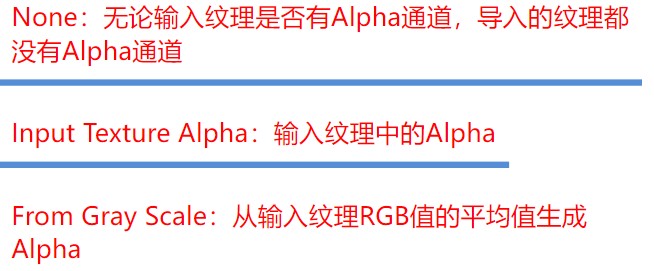 None：无论输入纹理是否有Alpha通道，导入的纹理都
没有Alpha通道
Input Texture Alpha：输入纹理中的Alpha
From Gray Scale：从输入纹理RGB值的平均值生成
Alpha